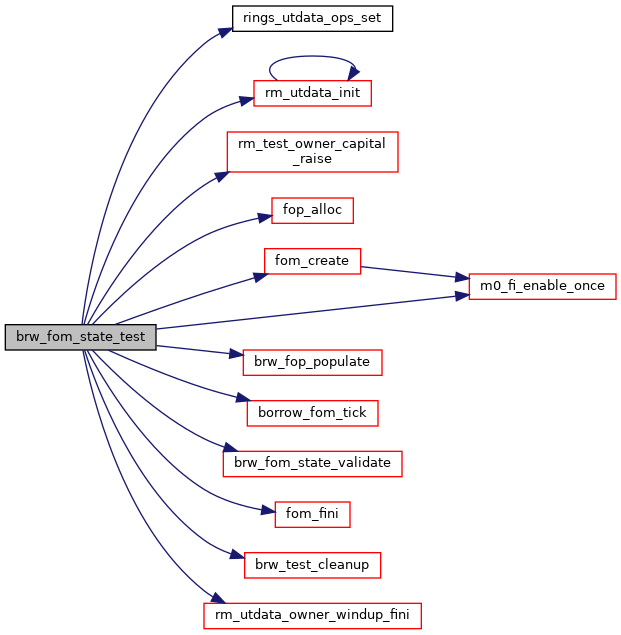 rings_utdata_ops_set
rm_utdata_init
rm_test_owner_capital
_raise
fop_alloc
fom_create
m0_fi_enable_once
brw_fom_state_test
brw_fop_populate
borrow_fom_tick
brw_fom_state_validate
fom_fini
brw_test_cleanup
rm_utdata_owner_windup_fini